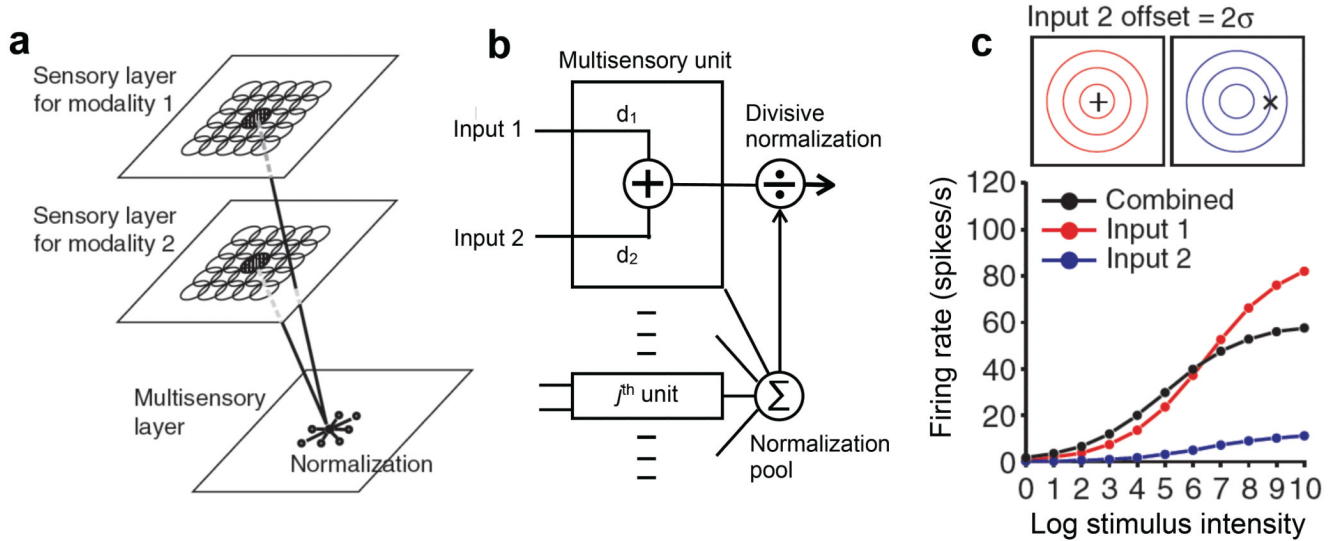 a
Sensory layer
for modality 1
Sensory layer
for modality 2
Multisensory
layer
Normalization
b
Multisensory unit
d1
Input 1
+
Divisive
normalization
÷
Input 2
d2
jth unit
Σ
Normalization
pool
c
Input 2 offset = 2σ
+
×
Firing rate (spikes/s)
120
100
80
60
40
20
0
Combined
Input 1
Input 2
0 1 2 3 4 5 6 7 8 9 10
Log stimulus intensity